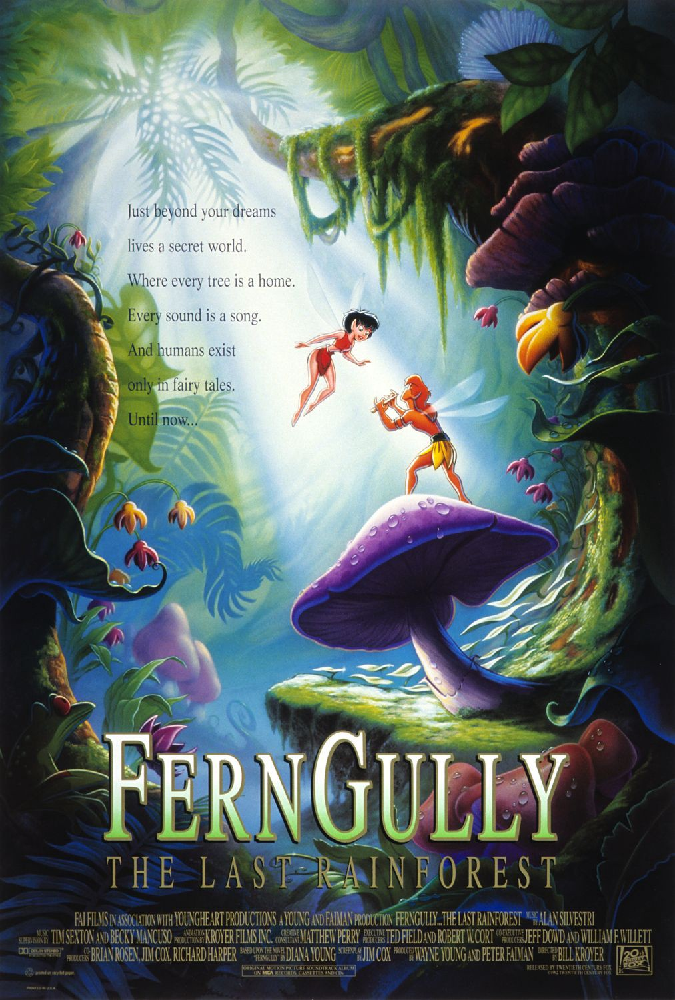 Just beyond your dreams
lives a secret world.
Where every tree is a home.
Every sound is a song.
And humans exist
only in fairy tales.
Until now...
FERNGULLY
THE LAST RAINFOREST
FAI FILMS IN ASSOCIATION WITH YOUNGHEART PRODUCTIONS A YOUNG AND FAIMAN PRODUCTION FERNGULLY...THE LAST RAINFOREST MUSIC BY ALAN SILVESTRI
MUSIC SUPERVISION BY TIM SEXTON AND BECKY MANCUSO ANIMATION PRODUCTION BY KROYER FILMS INC. CREATIVE CONSULTANT MATTHEW PERRY EXECUTIVE PRODUCERS TED FIELD AND ROBERT W. CORT CO-EXECUTIVE PRODUCERS JEFF DOWD AND WILLIAM F. WILLETT
DOLBY STEREO IN SELECTED THEATRES CO-PRODUCERS BRIAN ROSEN, JIM COX, RICHARD HARPER BASED UPON THE NOVEL "FERNGULLY" BY DIANA YOUNG SCREENPLAY BY JIM COX PRODUCED BY WAYNE YOUNG AND PETER FAIMAN DIRECTED BY BILL KROYER
20th CENTURY FOX
printed on recycled paper.
ORIGINAL MOTION PICTURE SOUNDTRACK ALBUM
ON MCA RECORDS, CASSETTES AND CDs
RELEASED BY TWENTIETH CENTURY FOX
©1992 TWENTIETH CENTURY FOX
PRINTED IN U.S.A.